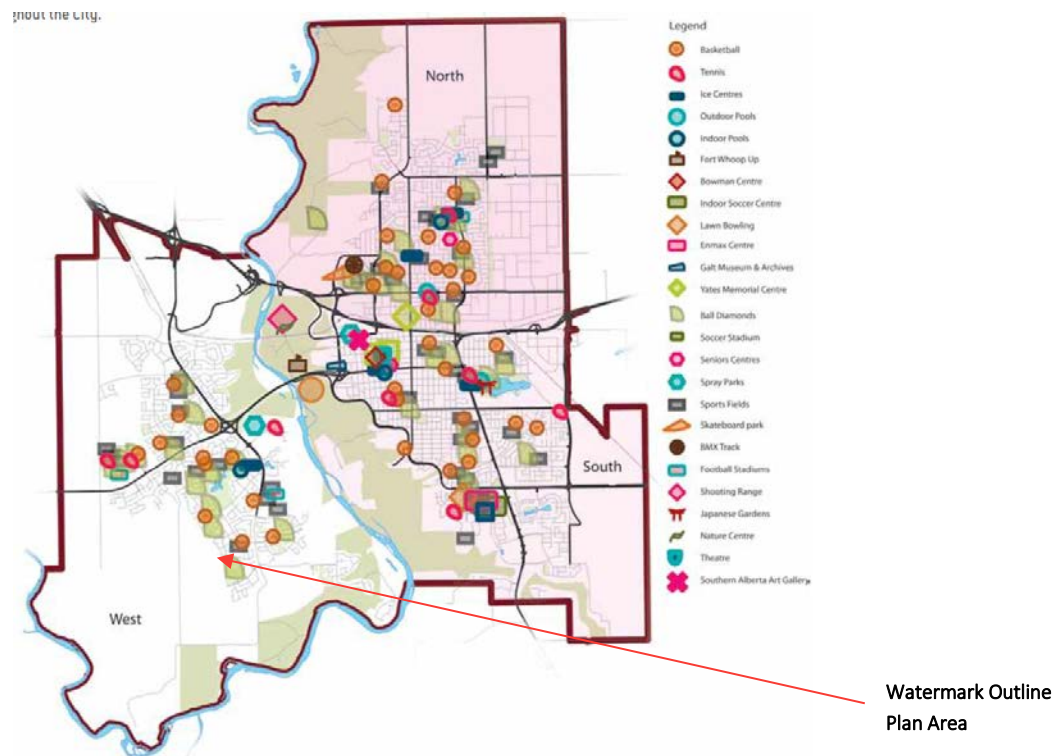 ghout the City.
North
South
West
Legend
Basketball
Tennis
Ice Centres
Outdoor Pools
Indoor Pools
Fort Whoop Up
Bowman Centre
Indoor Soccer Centre
Lawn Bowling
Enmax Centre
Galt Museum & Archives
Yates Memorial Centre
Ball Diamonds
Soccer Stadium
Seniors Centres
Spray Parks
Sports Fields
Skateboard park
BMX Track
Football Stadiums
Shooting Range
Japanese Gardens
Nature Centre
Theatre
Southern Alberta Art Gallery
Watermark Outline
Plan Area